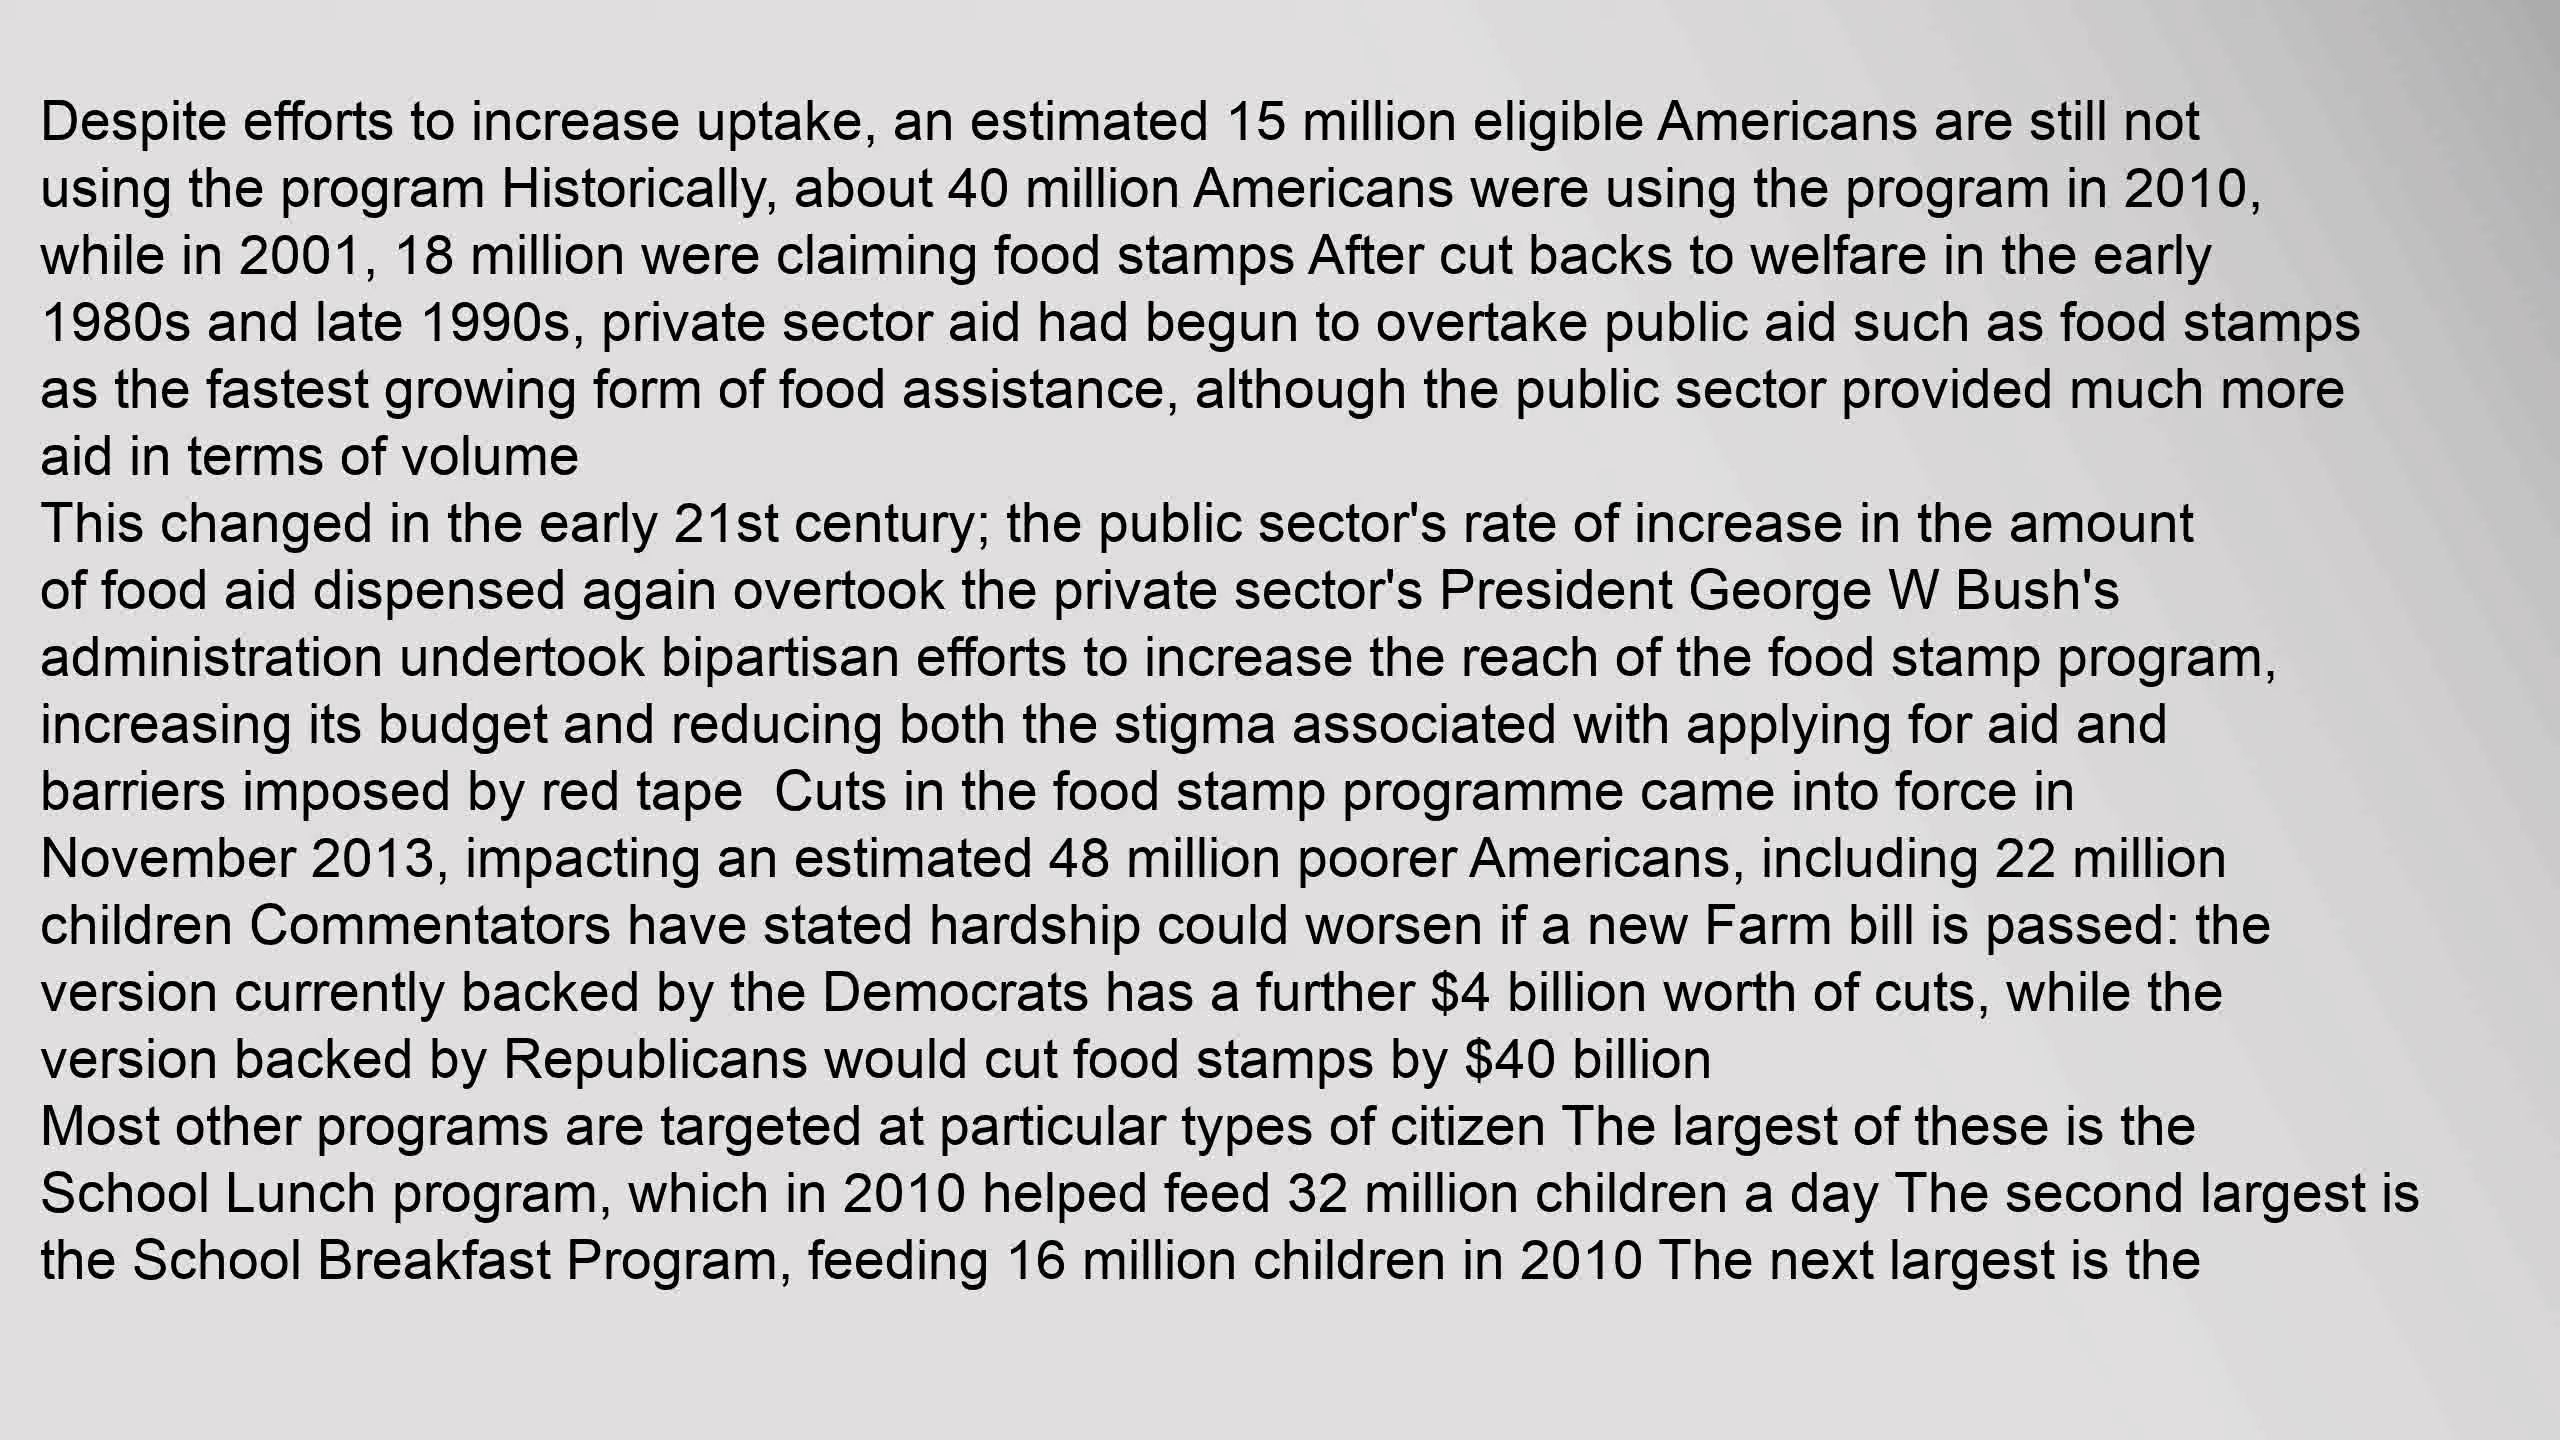 Despite efforts to increase uptake, an estimated 15 million eligible Americans are still not
using the program Historically, about 40 million Americans were using the program in 2010,
while in 2001, 18 million were claiming food stamps After cut backs to welfare in the early
1980s and late 1990s, private sector aid had begun to overtake public aid such as food stamps
as the fastest growing form of food assistance, although the public sector provided much more
aid in terms of volume
This changed in the early 21st century; the public sector's rate of increase in the amount
of food aid dispensed again overtook the private sector's President George W Bush's
administration undertook bipartisan efforts to increase the reach of the food stamp program,
increasing its budget and reducing both the stigma associated with applying for aid and
barriers imposed by red tape  Cuts in the food stamp programme came into force in
November 2013, impacting an estimated 48 million poorer Americans, including 22 million
children Commentators have stated hardship could worsen if a new Farm bill is passed: the
version currently backed by the Democrats has a further $4 billion worth of cuts, while the
version backed by Republicans would cut food stamps by $40 billion
Most other programs are targeted at particular types of citizen The largest of these is the
School Lunch program, which in 2010 helped feed 32 million children a day The second largest is
the School Breakfast Program, feeding 16 million children in 2010 The next largest is the